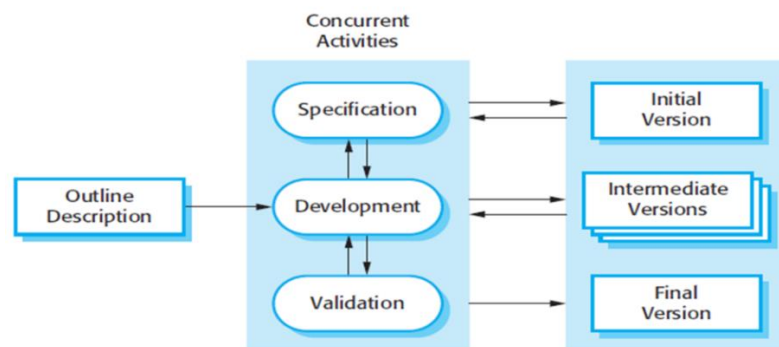 Concurrent
Activities
Specification
Initial
Version
Outline
Description
Development
Intermediate
Versions
Validation
Final
Version